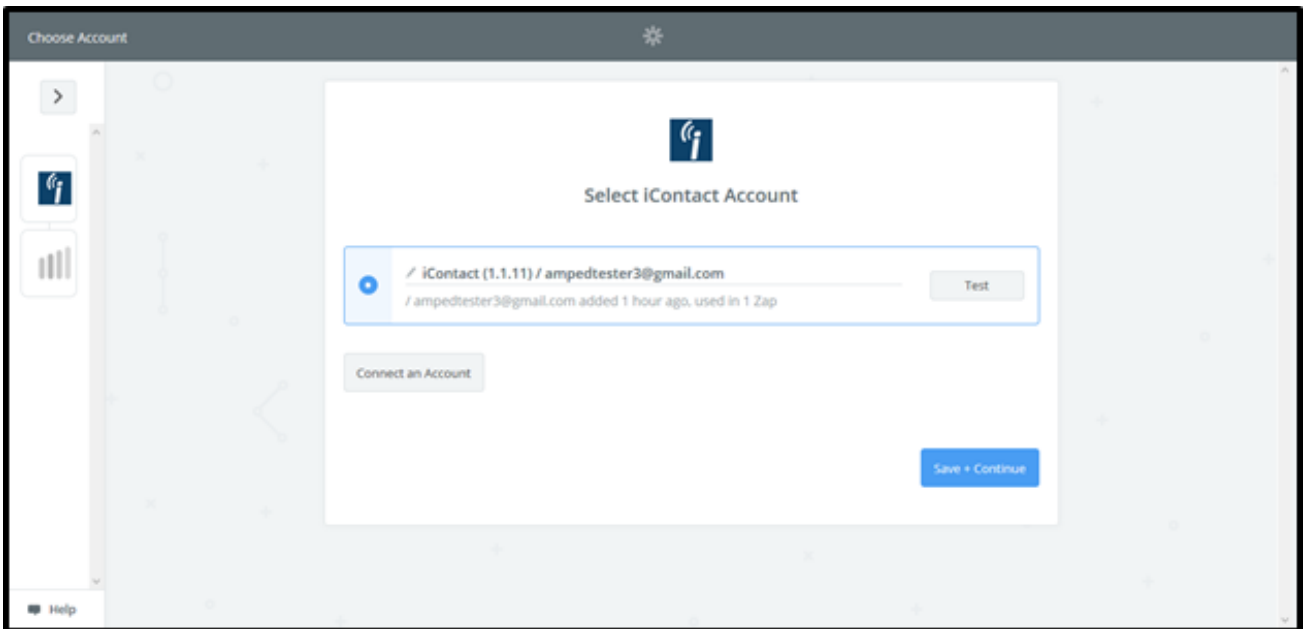 Choose Account
Select iContact Account
iContact (1.1.11) / ampedtester3@gmail.com
/ ampedtester3@gmail.com added 1 hour ago, used in 1 Zap
Test
Connect an Account
Save + Continue
Help